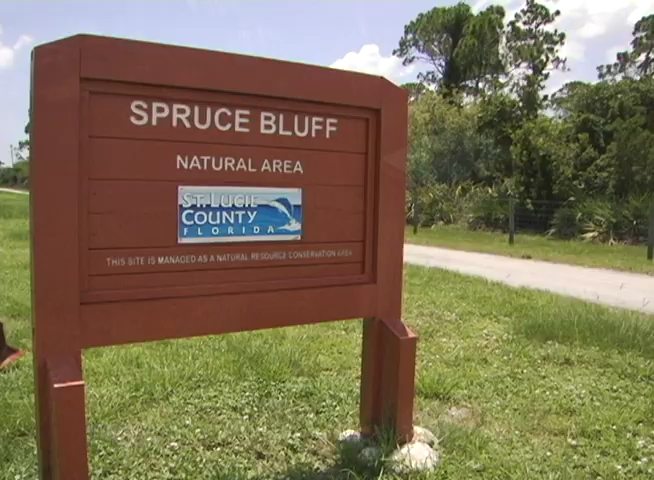 SPRUCE BLUFF
NATURAL AREA
ST. LUCIE
COUNTY
FLORIDA
THIS SITE IS MANAGED AS A NATURAL RESOURCE CONSERVATION AREA